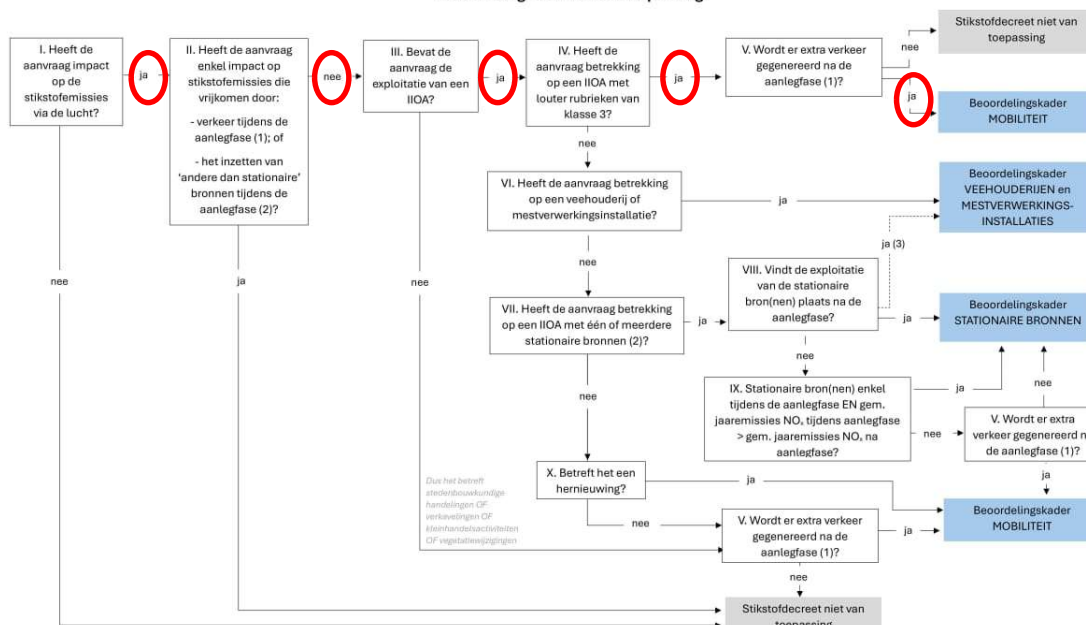 I. Heeft de
aanvraag impact
op de
stikstofemissies
via de lucht?
ja
II. Heeft de aanvraag
enkel impact op
stikstofemissies die
vrijkomen door:
- verkeer tijdens de
aanlegfase (1); of
- het inzetten van
‘andere dan stationaire’
bronnen tijdens de
aanlegfase (2)?
nee
III. Bevat de
aanvraag de
exploitatie van een
IIOA?
ja
IV. Heeft de
aanvraag betrekking
op een IIOA met
louter rubrieken van
klasse 3?
ja
V. Wordt er extra verkeer
gegenereerd na de
aanlegfase (1)?
nee
ja
Stikstofdecreet niet van
toepassing
Beoordelingskader
MOBILITEIT
nee
VI. Heeft de aanvraag betrekking
op een veehouderij of
mestverwerkingsinstallatie?
ja
Beoordelingskader
VEEHOUDERIJEN en
MESTVERWERKINGS-
INSTALLATIES
nee
ja
nee
ja (3)
VII. Heeft de aanvraag betrekking
op een IIOA met één of meerdere
stationaire bronnen (2)?
ja
VIII. Vindt de exploitatie
van de stationaire
bron(nen) plaats na de
aanlegfase?
ja
Beoordelingskader
STATIONAIRE BRONNEN
nee
nee
IX. Stationaire bron(nen) enkel
tijdens de aanlegfase EN gem.
jaaremissies NOₓ tijdens aanlegfase
> gem. jaaremissies NOₓ na
aanlegfase?
ja
nee
nee
V. Wordt er extra
verkeer gegenereerd n
de aanlegfase (1)?
ja
X. Betreft het een
hernieuwing?
ja
nee
Dus het betreft
stedenbouwkundige
handelingen OF
verkavelingen OF
kleinhandelsactiviteiten
OF vegetatiewijzigingen
V. Wordt er extra verkeer
gegenereerd na de
aanlegfase (1)?
ja
Beoordelingskader
MOBILITEIT
nee
Stikstofdecreet niet van
toepassing